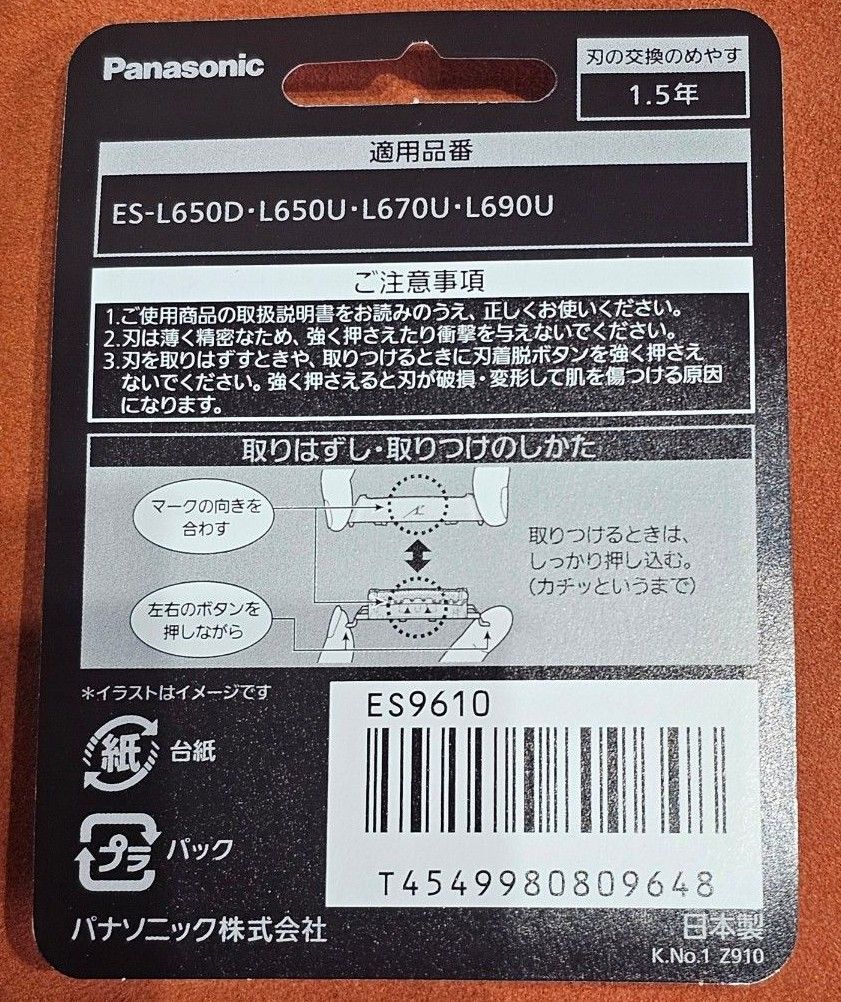 Panasonic
刃の交換のめやす
1.5年
適用品番
ES-L650D・L650U・L670U・L690U
ご注意事項
1.ご使用商品の取扱説明書をお読みのうえ、正しくお使いください。
2.刃は薄く精密なため、強く押さえたり衝撃を与えないでください。
3.刃を取りはずすときや、取りつけるときに刃着脱ボタンを強く押さえ
ないでください。強く押さえると刃が破損・変形して肌を傷つける原因
になります。
取りはずし・取りつけのしかた
マークの向きを
合わす
取りつけるときは、
しっかり押し込む。
(カチッというまで)
左右のボタンを
押しながら
*イラストはイメージです
紙
台紙
プラ
パック
ES9610
T4549980809648
パナソニック株式会社
日本製
K.No.1 Z910